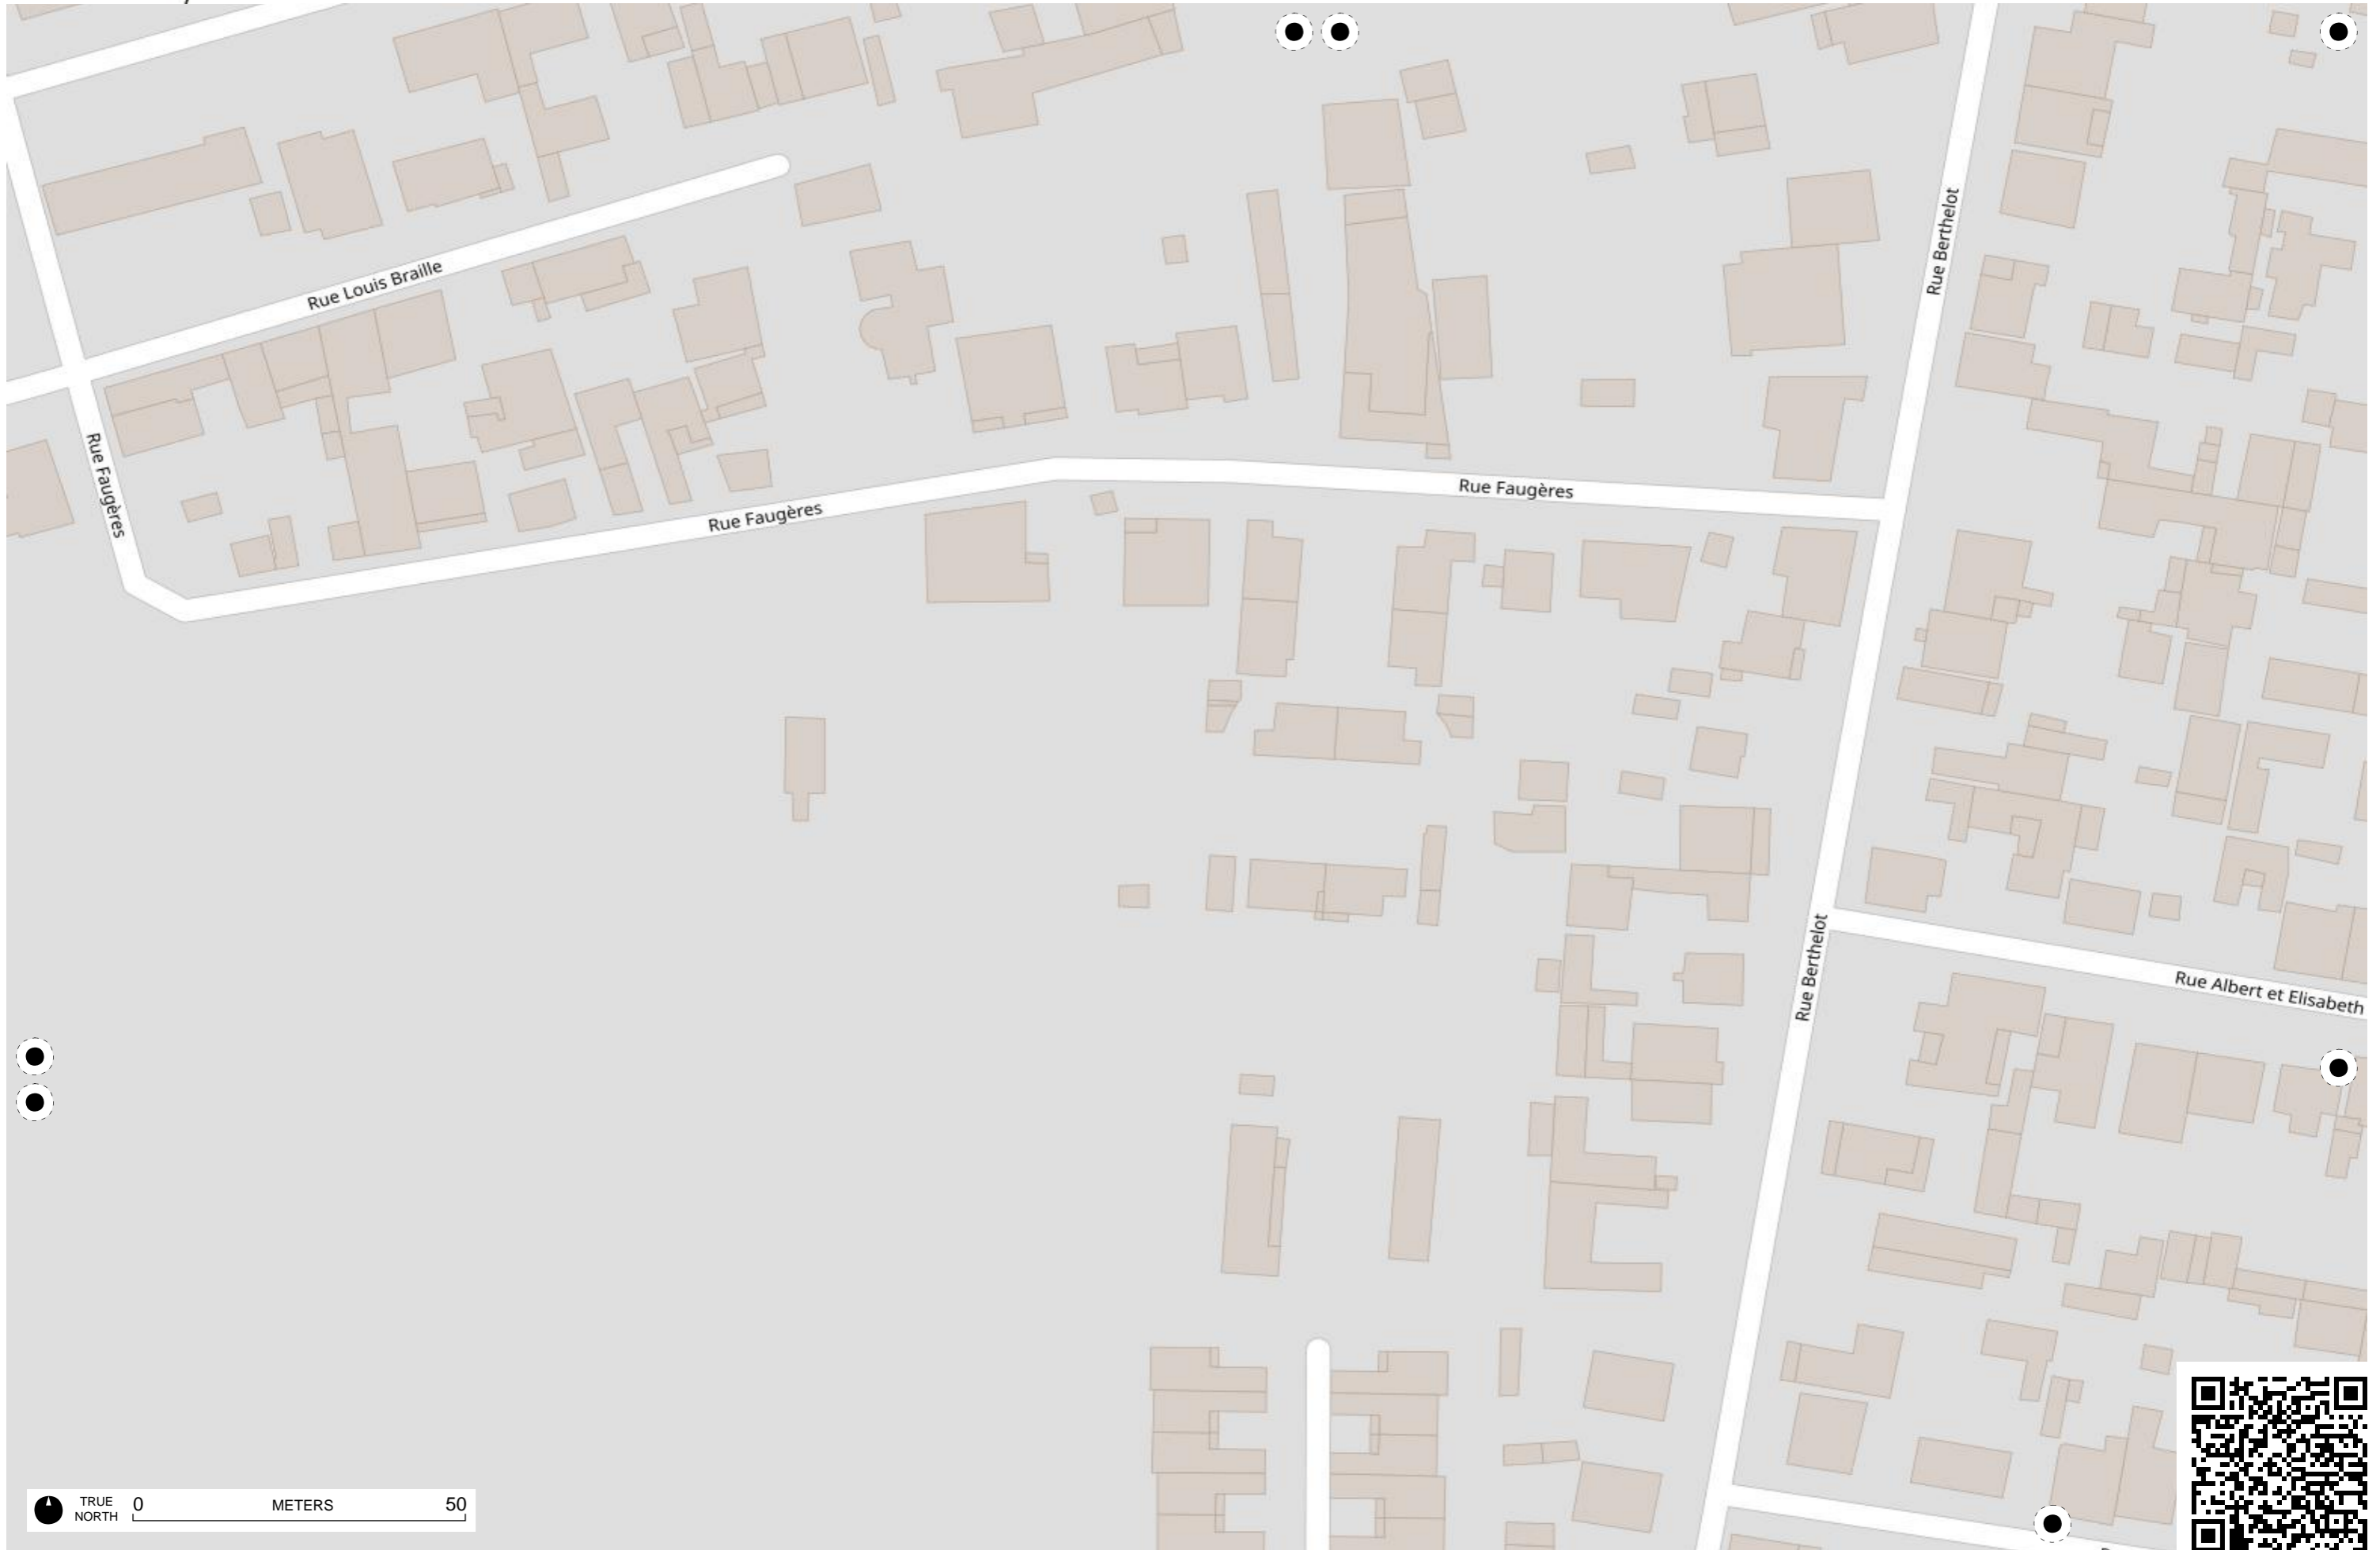 Rue Berthelot
Rue Louis Braille
Rue Faugères
Rue Faugères
Rue Faugères
Rue Berthelot
Rue Albert et Elisabeth
TRUE
NORTH
0 METERS 50